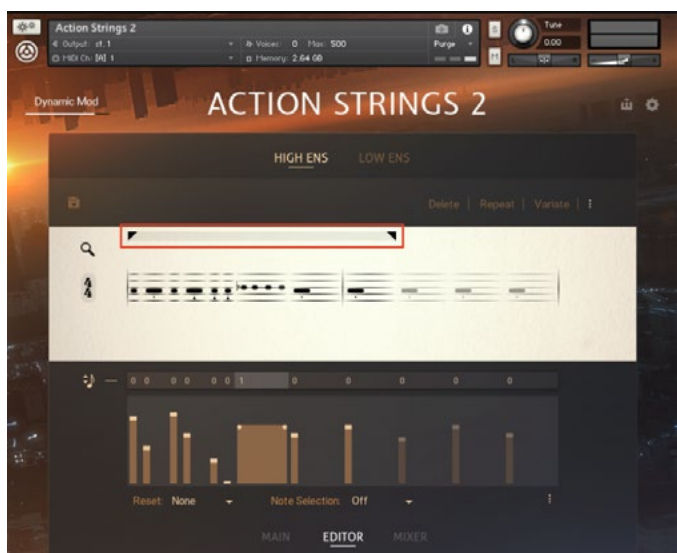 Action Strings 2
Output: st. 1
Voices: 0 Max: 500
Purge
MIDI Ch: [A] 1
Memory: 2.64 GB
S
M
Tune
0.00
Dynamic Mod
ACTION STRINGS 2
HIGH ENS LOW ENS
Delete | Repeat | Variate |
4
4
0 0 0 0 0 0 1 0 0 0 0 0
Reset: None
Note Selection: Off
MAIN EDITOR MIXER